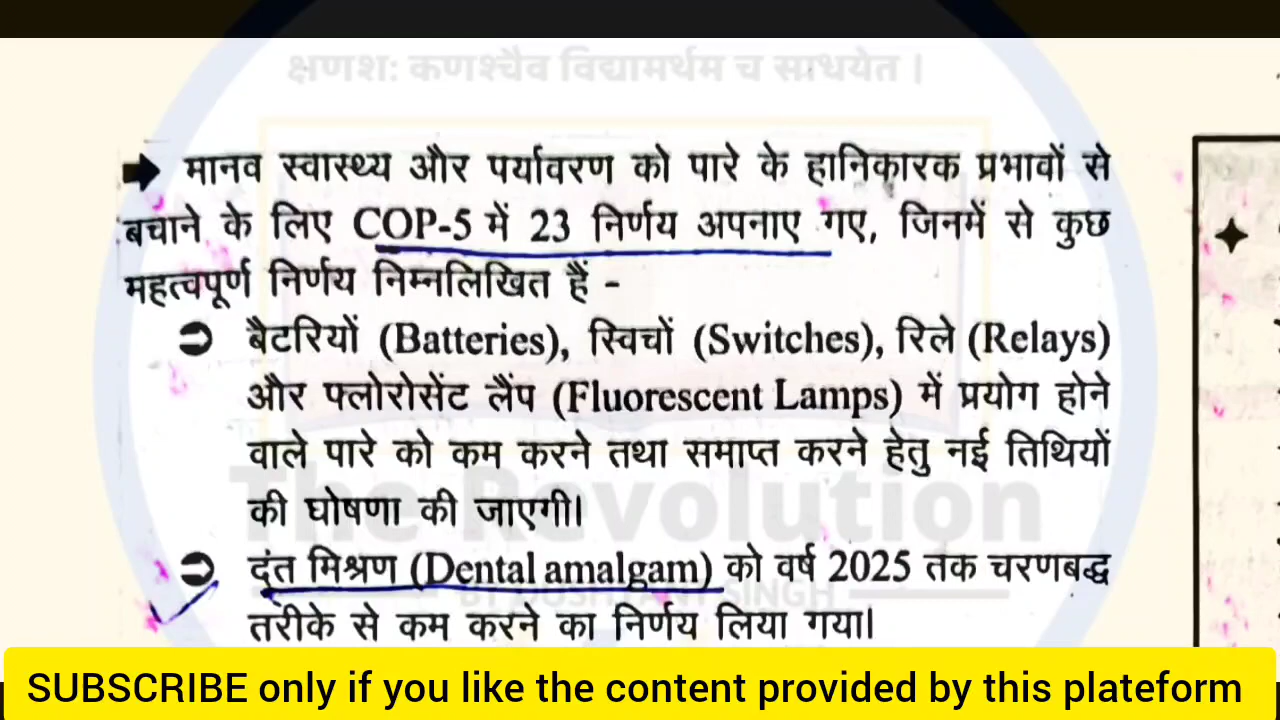 क्षणशः कणश्चैव विद्यामर्थम च साधयेत।
➡ मानव स्वास्थ्य और पर्यावरण को पारे के हानिकारक प्रभावों से
बचाने के लिए COP-5 में 23 निर्णय अपनाए गए, जिनमें से कुछ
महत्वपूर्ण निर्णय निम्नलिखित हैं -
➲ बैटरियों (Batteries), स्विचों (Switches), रिले (Relays)
और फ्लोरोसेंट लैंप (Fluorescent Lamps) में प्रयोग होने
वाले पारे को कम करने तथा समाप्त करने हेतु नई तिथियों
की घोषणा की जाएगी।
The Revolution
➲ दंत मिश्रण (Dental amalgam) को वर्ष 2025 तक चरणबद्ध
BY DUSHYANT SINGH
तरीके से कम करने का निर्णय लिया गया।
SUBSCRIBE only if you like the content provided by this plateform